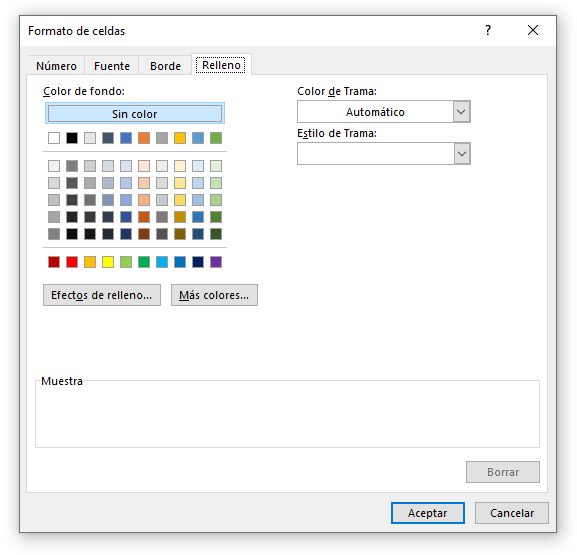 Formato de celdas
?
Número Fuente Borde Relleno
Color de fondo:
Sin color
Color de Trama:
Automático
Estilo de Trama:
Efectos de relleno...
Más colores...
Muestra
Borrar
Aceptar
Cancelar